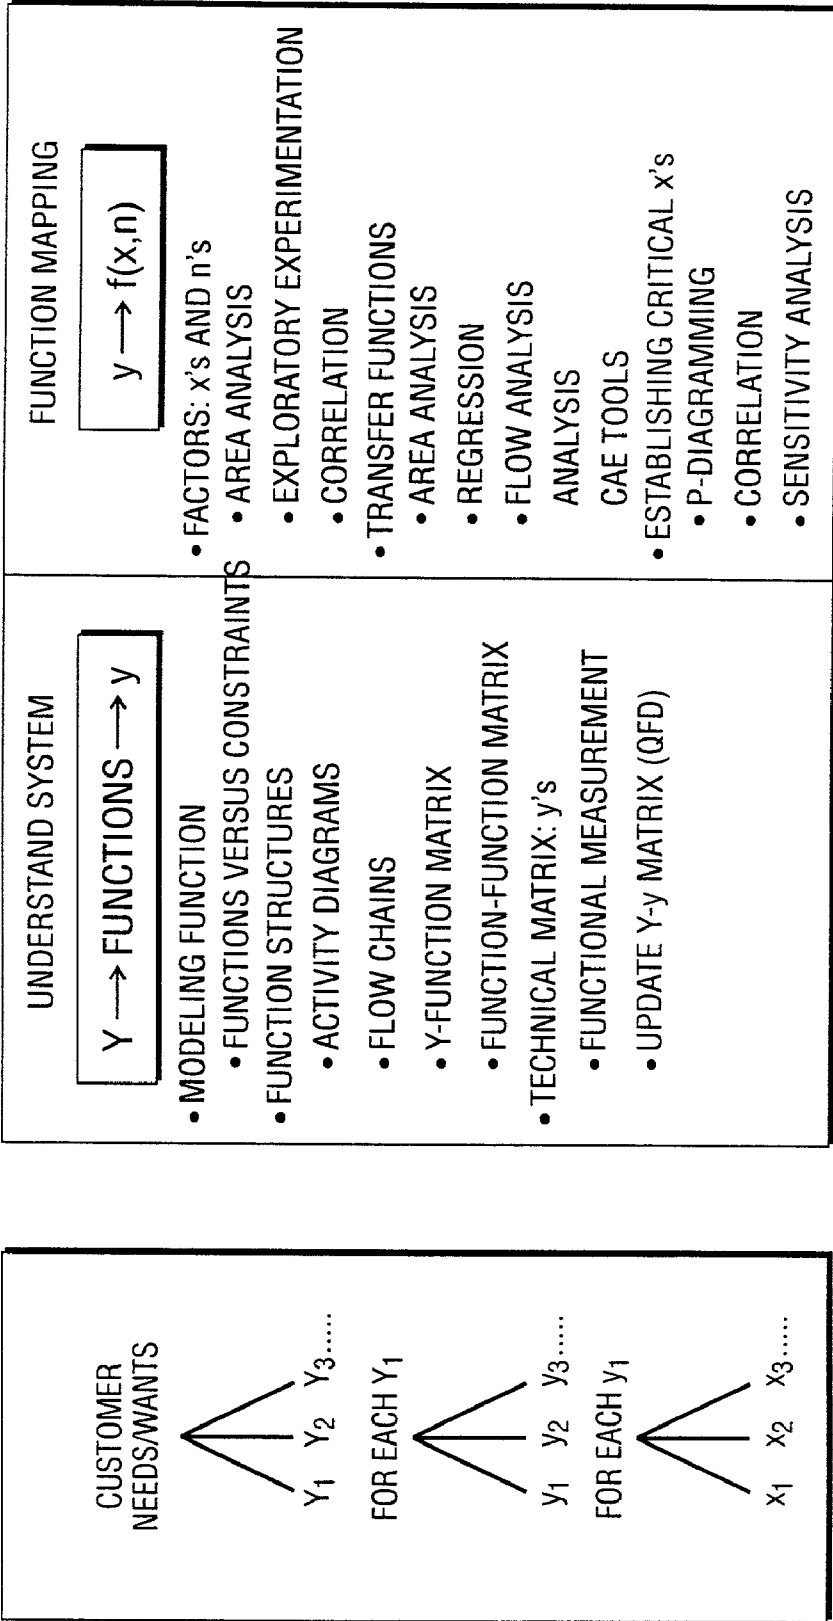 CUSTOMER
NEEDS/WANTS
Y1 Y2 Y3.....
FOR EACH Y1
y1 y2 y3.....
FOR EACH y1
x1 x2 x3.....
UNDERSTAND SYSTEM
Y → FUNCTIONS → y
• MODELING FUNCTION
• FUNCTIONS VERSUS CONSTRAINTS
• FUNCTION STRUCTURES
• ACTIVITY DIAGRAMS
• FLOW CHAINS
• Y-FUNCTION MATRIX
• FUNCTION-FUNCTION MATRIX
• TECHNICAL MATRIX: y's
• FUNCTIONAL MEASUREMENT
• UPDATE Y-y MATRIX (QFD)
FUNCTION MAPPING
y → f(x,n)
• FACTORS: x's AND n's
• AREA ANALYSIS
• EXPLORATORY EXPERIMENTATION
• CORRELATION
• TRANSFER FUNCTIONS
• AREA ANALYSIS
• REGRESSION
• FLOW ANALYSIS
ANALYSIS
CAE TOOLS
• ESTABLISHING CRITICAL x's
• P-DIAGRAMMING
• CORRELATION
• SENSITIVITY ANALYSIS